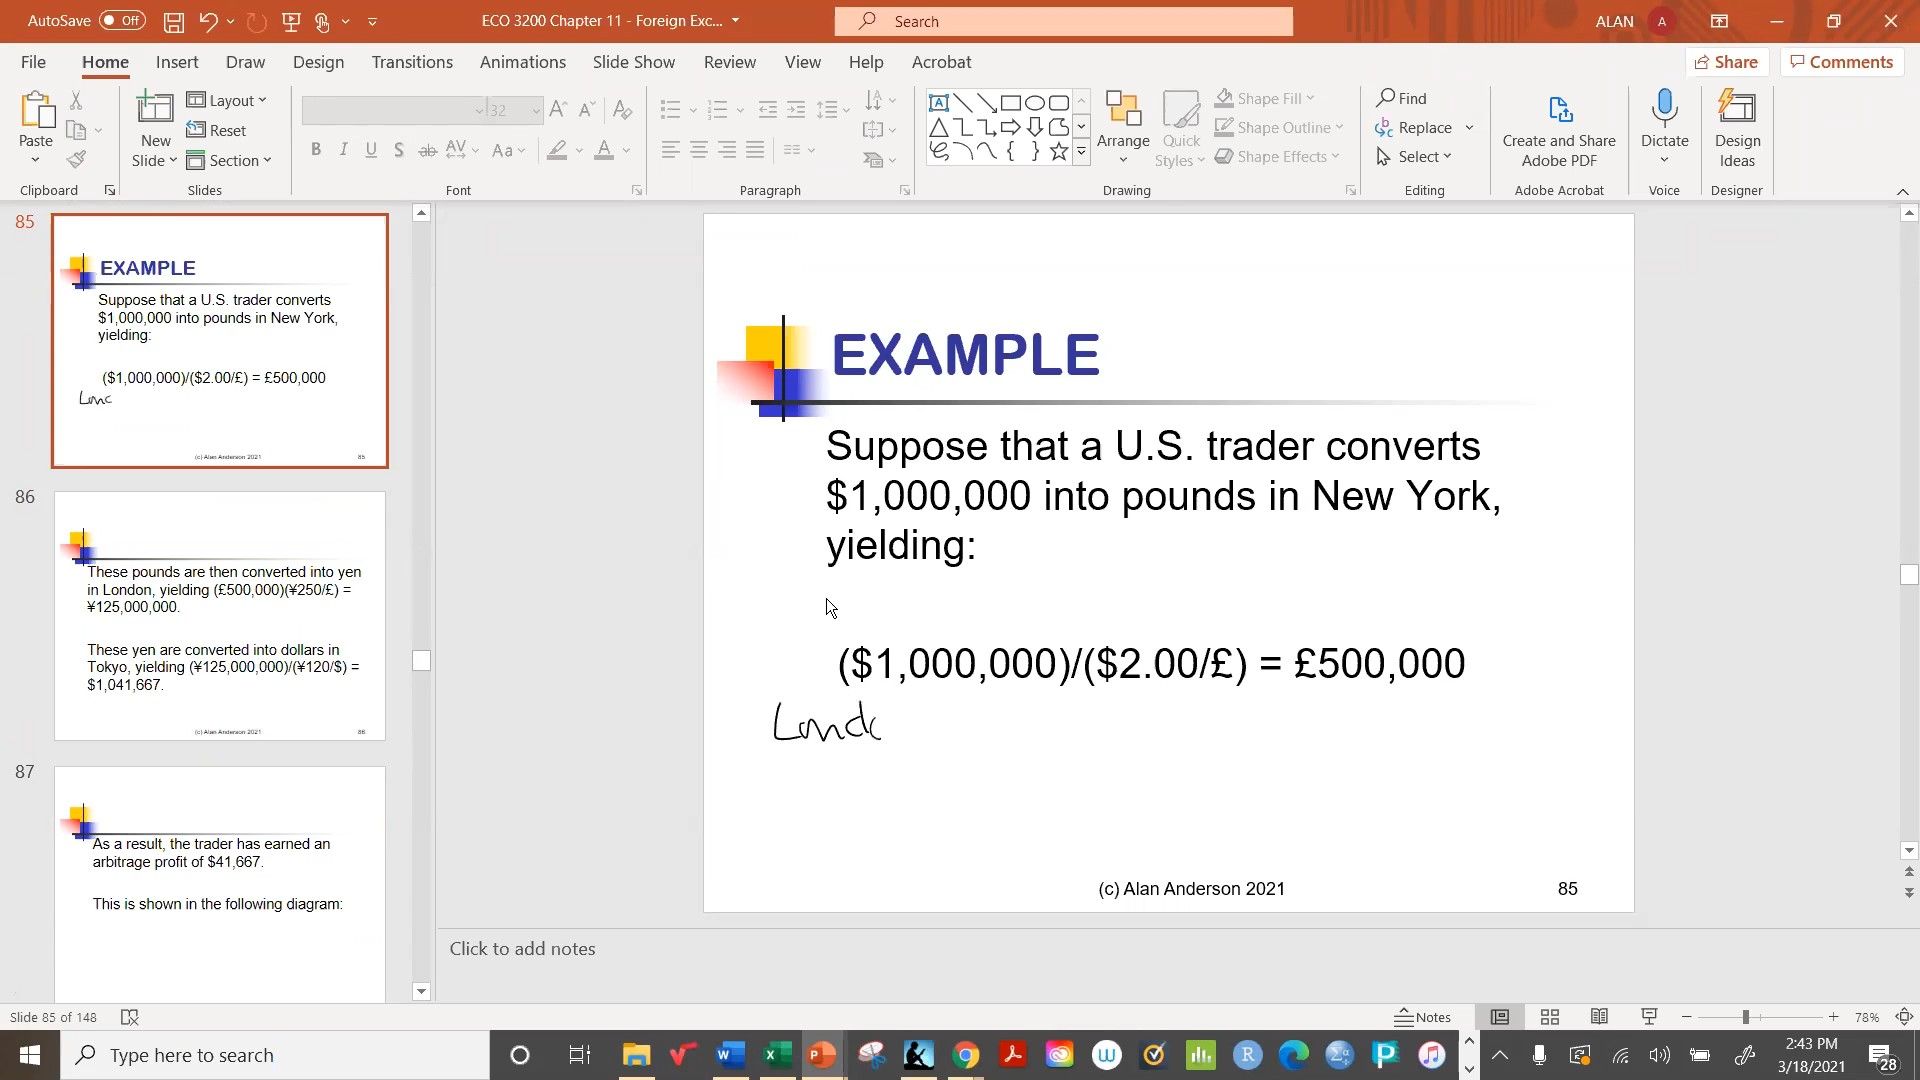 AutoSave Off ECO 3200 Chapter 11 - Foreign Exc... Search ALAN A
File Home Insert Draw Design Transitions Animations Slide Show Review View Help Acrobat Share Comments
Paste
New Slide
Layout
Reset
Section
32
B I U S ab AV Aa A
Arrange
Quick Styles
Shape Fill
Shape Outline
Shape Effects
Find
Replace
Select
Create and Share Adobe PDF
Dictate
Design Ideas
Clipboard Slides Font Paragraph Drawing Editing Adobe Acrobat Voice Designer
85
EXAMPLE
Suppose that a U.S. trader converts
$1,000,000 into pounds in New York,
yielding:
($1,000,000)/($2.00/£) = £500,000
Lonc
(c) Alan Anderson 2021 85
86
These pounds are then converted into yen
in London, yielding (£500,000)(¥250/£) =
¥125,000,000.
These yen are converted into dollars in
Tokyo, yielding (¥125,000,000)/(¥120/$) =
$1,041,667.
(c) Alan Anderson 2021 86
87
As a result, the trader has earned an
arbitrage profit of $41,667.
This is shown in the following diagram:
EXAMPLE
Suppose that a U.S. trader converts
$1,000,000 into pounds in New York,
yielding:
($1,000,000)/($2.00/£) = £500,000
Londc
(c) Alan Anderson 2021 85
Click to add notes
Slide 85 of 148 Notes 78%
Type here to search
2:43 PM
3/18/2021
28